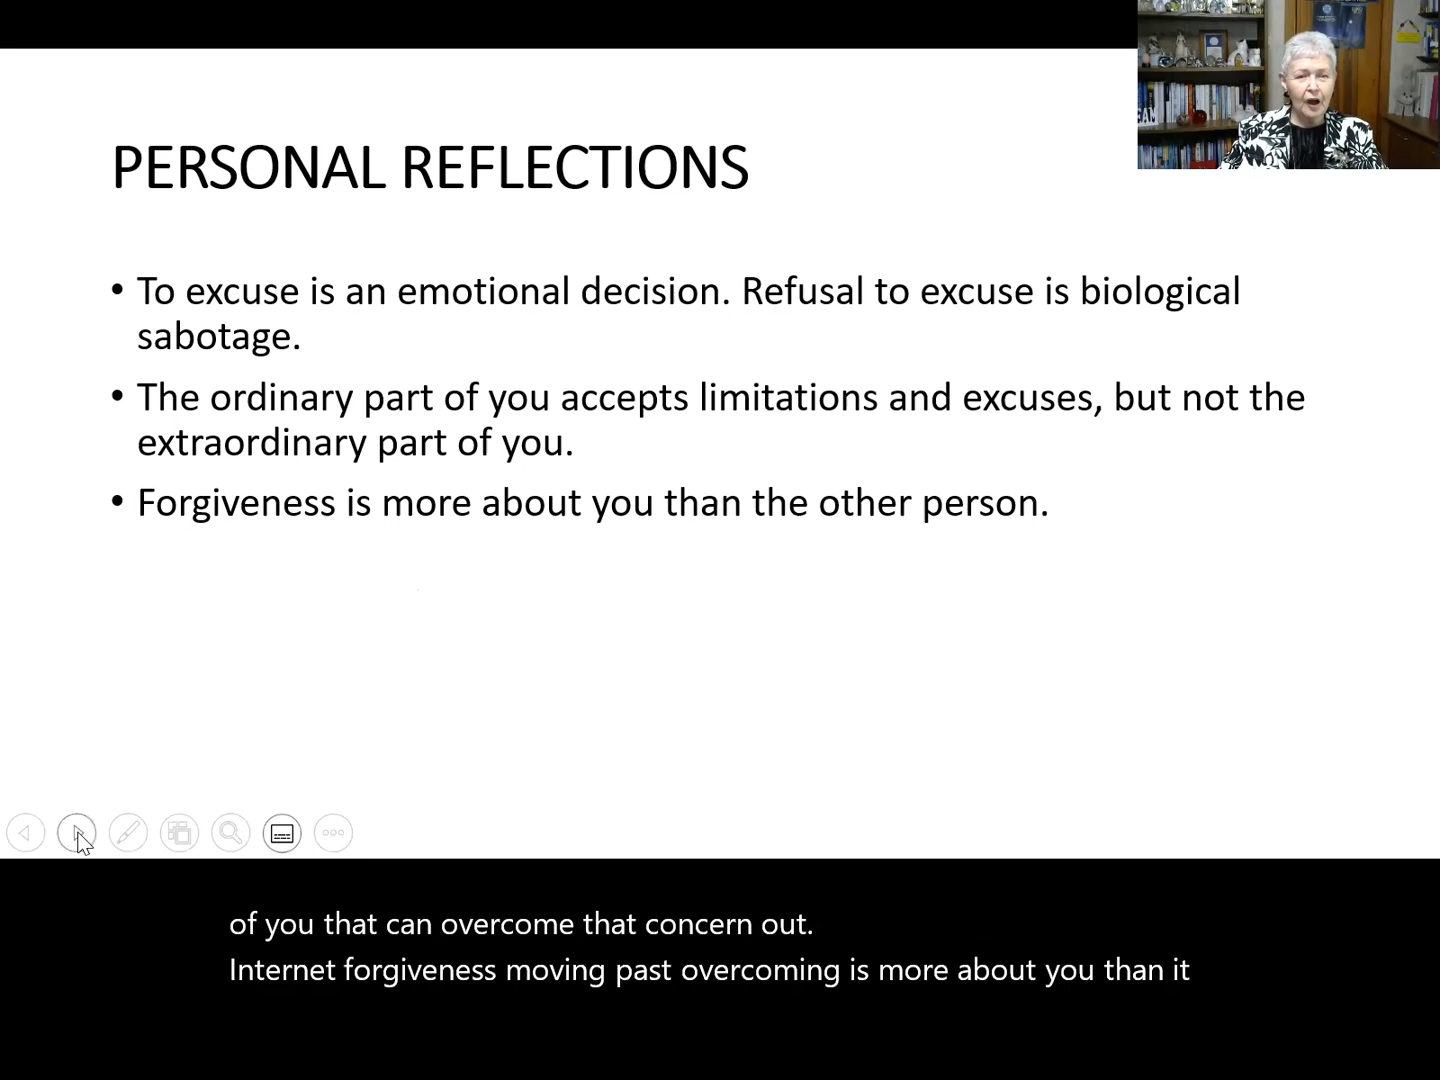 PERSONAL REFLECTIONS
• To excuse is an emotional decision. Refusal to excuse is biological
sabotage.
• The ordinary part of you accepts limitations and excuses, but not the
extraordinary part of you.
• Forgiveness is more about you than the other person.
of you that can overcome that concern out.
Internet forgiveness moving past overcoming is more about you than it